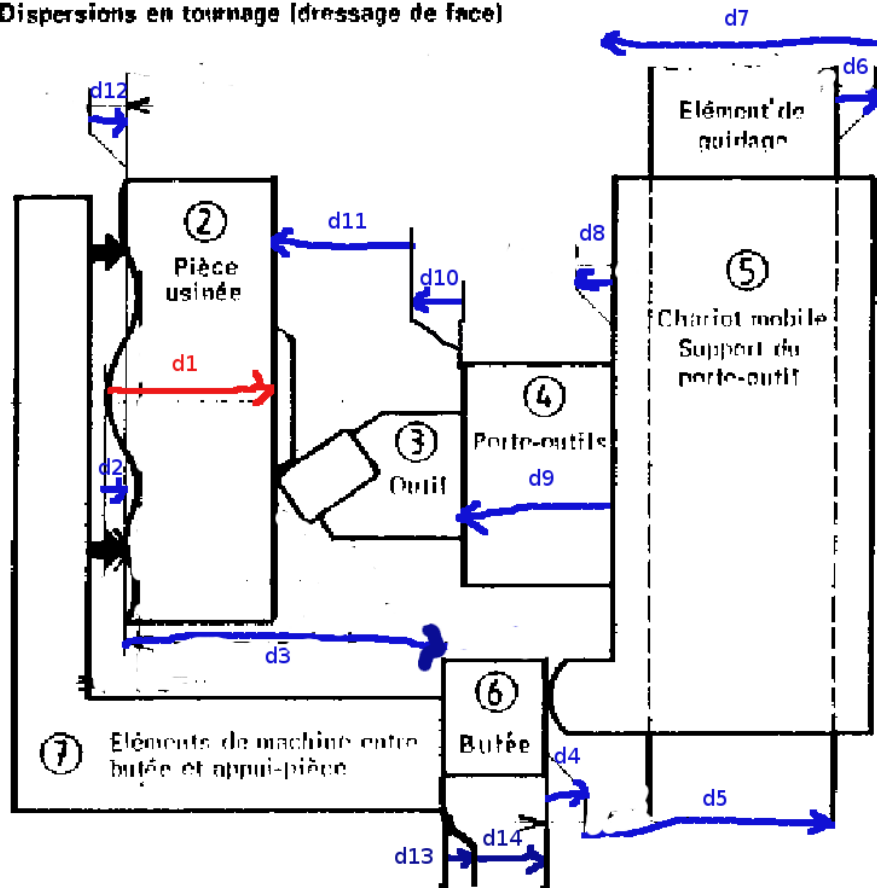 Dispersions en tournage (dressage de face)
d7
d12
d6
Elément de
guidage
②
Pièce
usinée
d11
d8
d10
⑤
Chariot mobile
Support du
porte-outil
d1
④
Porte-outils
③
Outil
d2
d9
d3
⑥
Butée
⑦
Eléments de machine entre
butée et appui-pièce
d4
d5
d13
d14